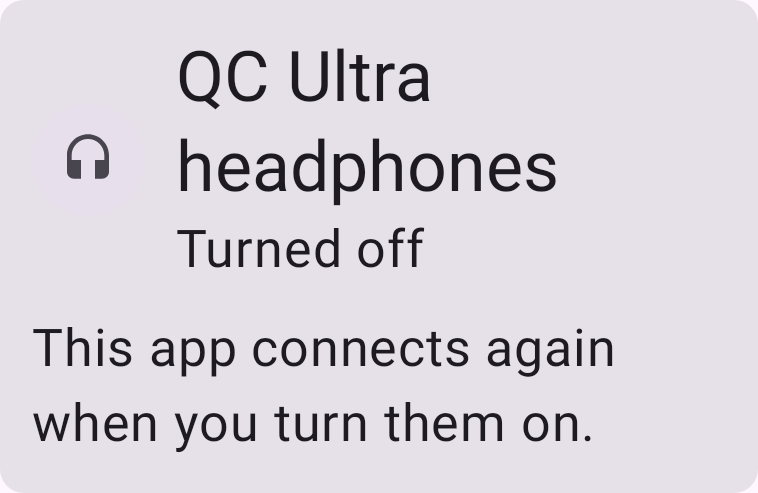 QC Ultra
headphones
Turned off
This app connects again
when you turn them on.